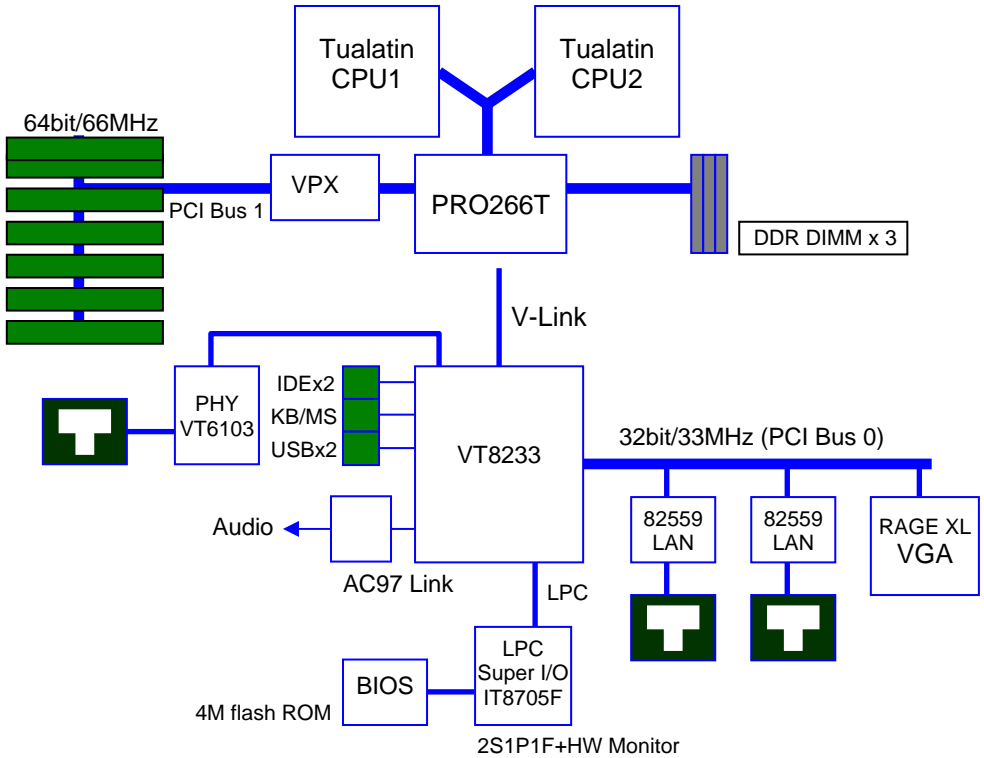 Tualatin
CPU1
Tualatin
CPU2
64bit/66MHz
VPX
PRO266T
PCI Bus 1
DDR DIMM x 3
V-Link
PHY
VT6103
IDEx2
KB/MS
USBx2
VT8233
32bit/33MHz (PCI Bus 0)
82559
LAN
82559
LAN
RAGE XL
VGA
Audio
AC97 Link
LPC
LPC
Super I/O
IT8705F
BIOS
4M flash ROM
2S1P1F+HW Monitor